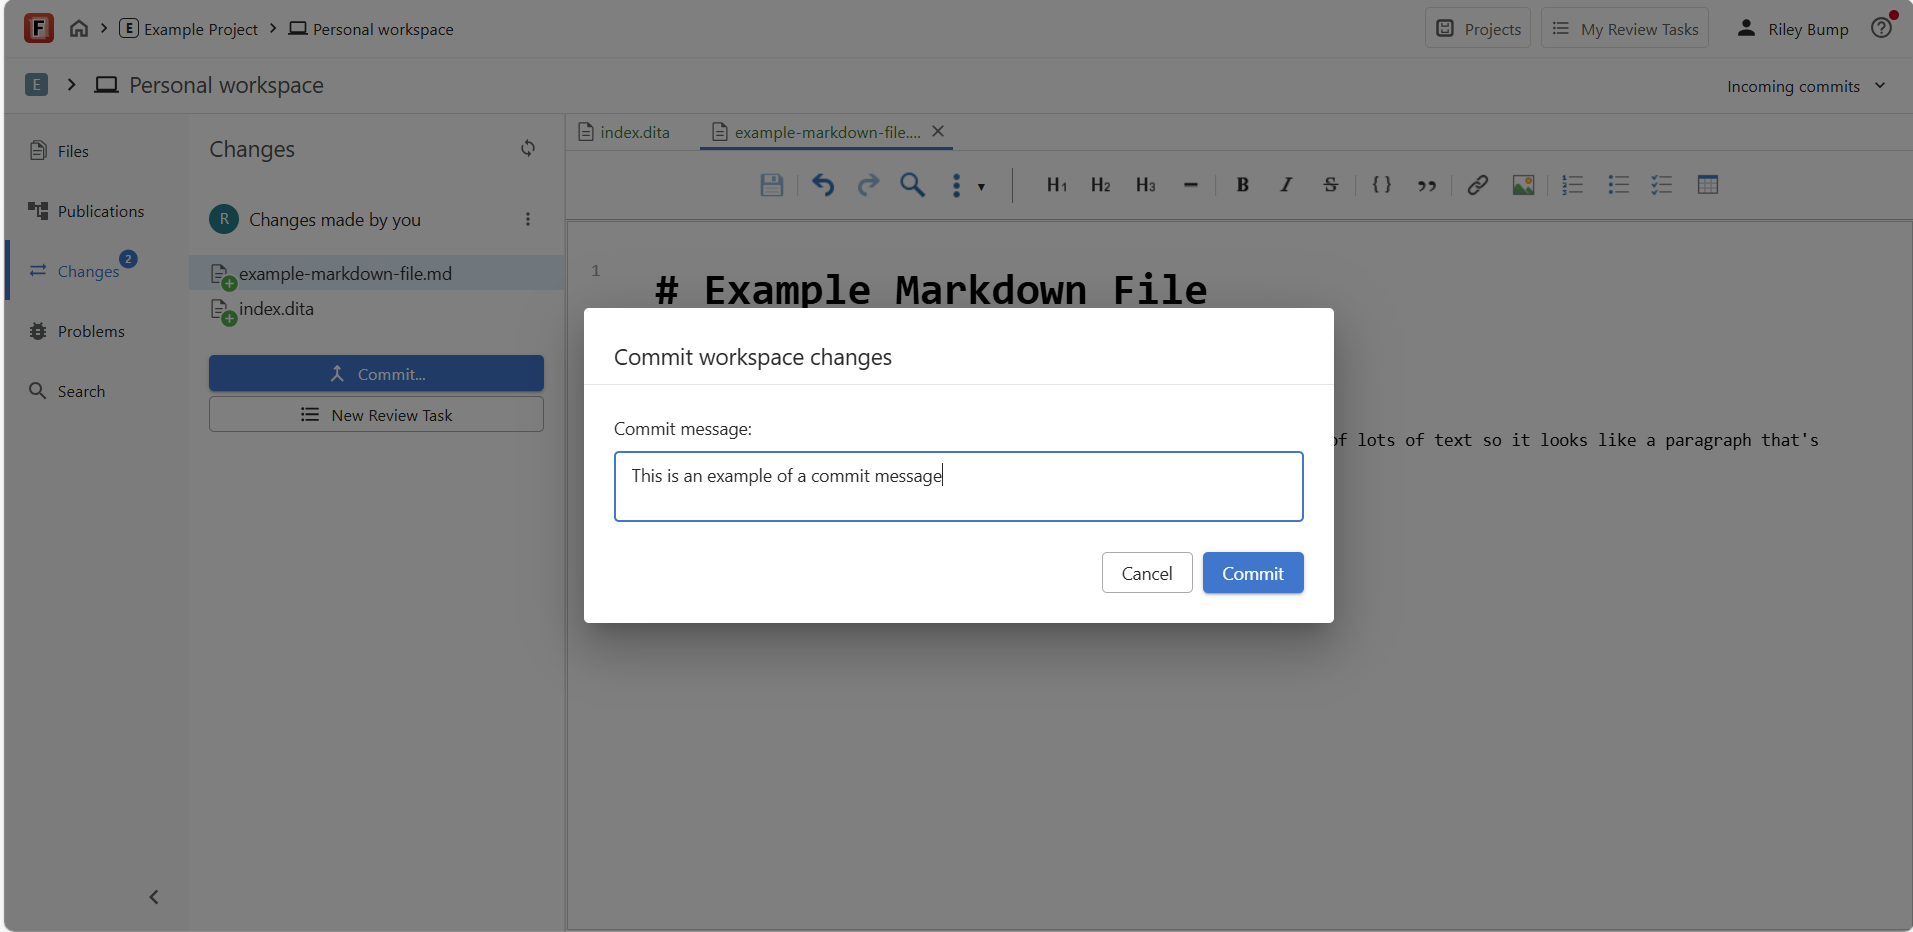 F
E Example Project
Personal workspace
Projects
My Review Tasks
Riley Bump
E
Personal workspace
Incoming commits
Files
Publications
Changes 2
Problems
Search
Changes
R Changes made by you
example-markdown-file.md
index.dita
Commit...
New Review Task
index.dita
example-markdown-file....
H1 H2 H3 B I S { }
1
# Example Markdown File
of lots of text so it looks like a paragraph that's
Commit workspace changes
Commit message:
This is an example of a commit message
Cancel
Commit